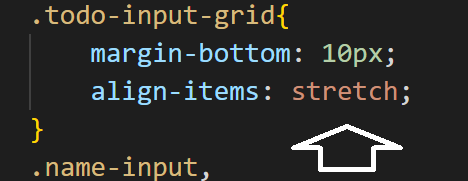 .todo-input-grid{
    margin-bottom: 10px;
    align-items: stretch;
}
.name-input,